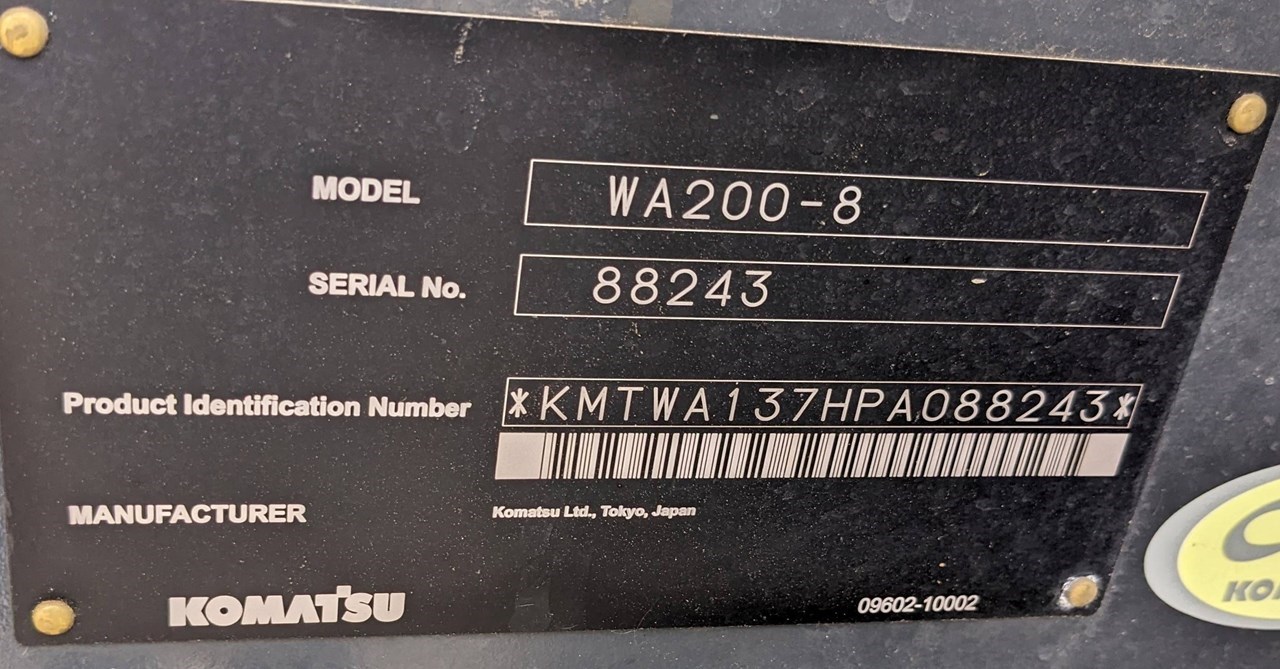 MODEL WA200-8
SERIAL No. 88243
Product Identification Number *KMTWA137HPA088243*
MANUFACTURER Komatsu Ltd., Tokyo, Japan
KOMATSU 09602-10002